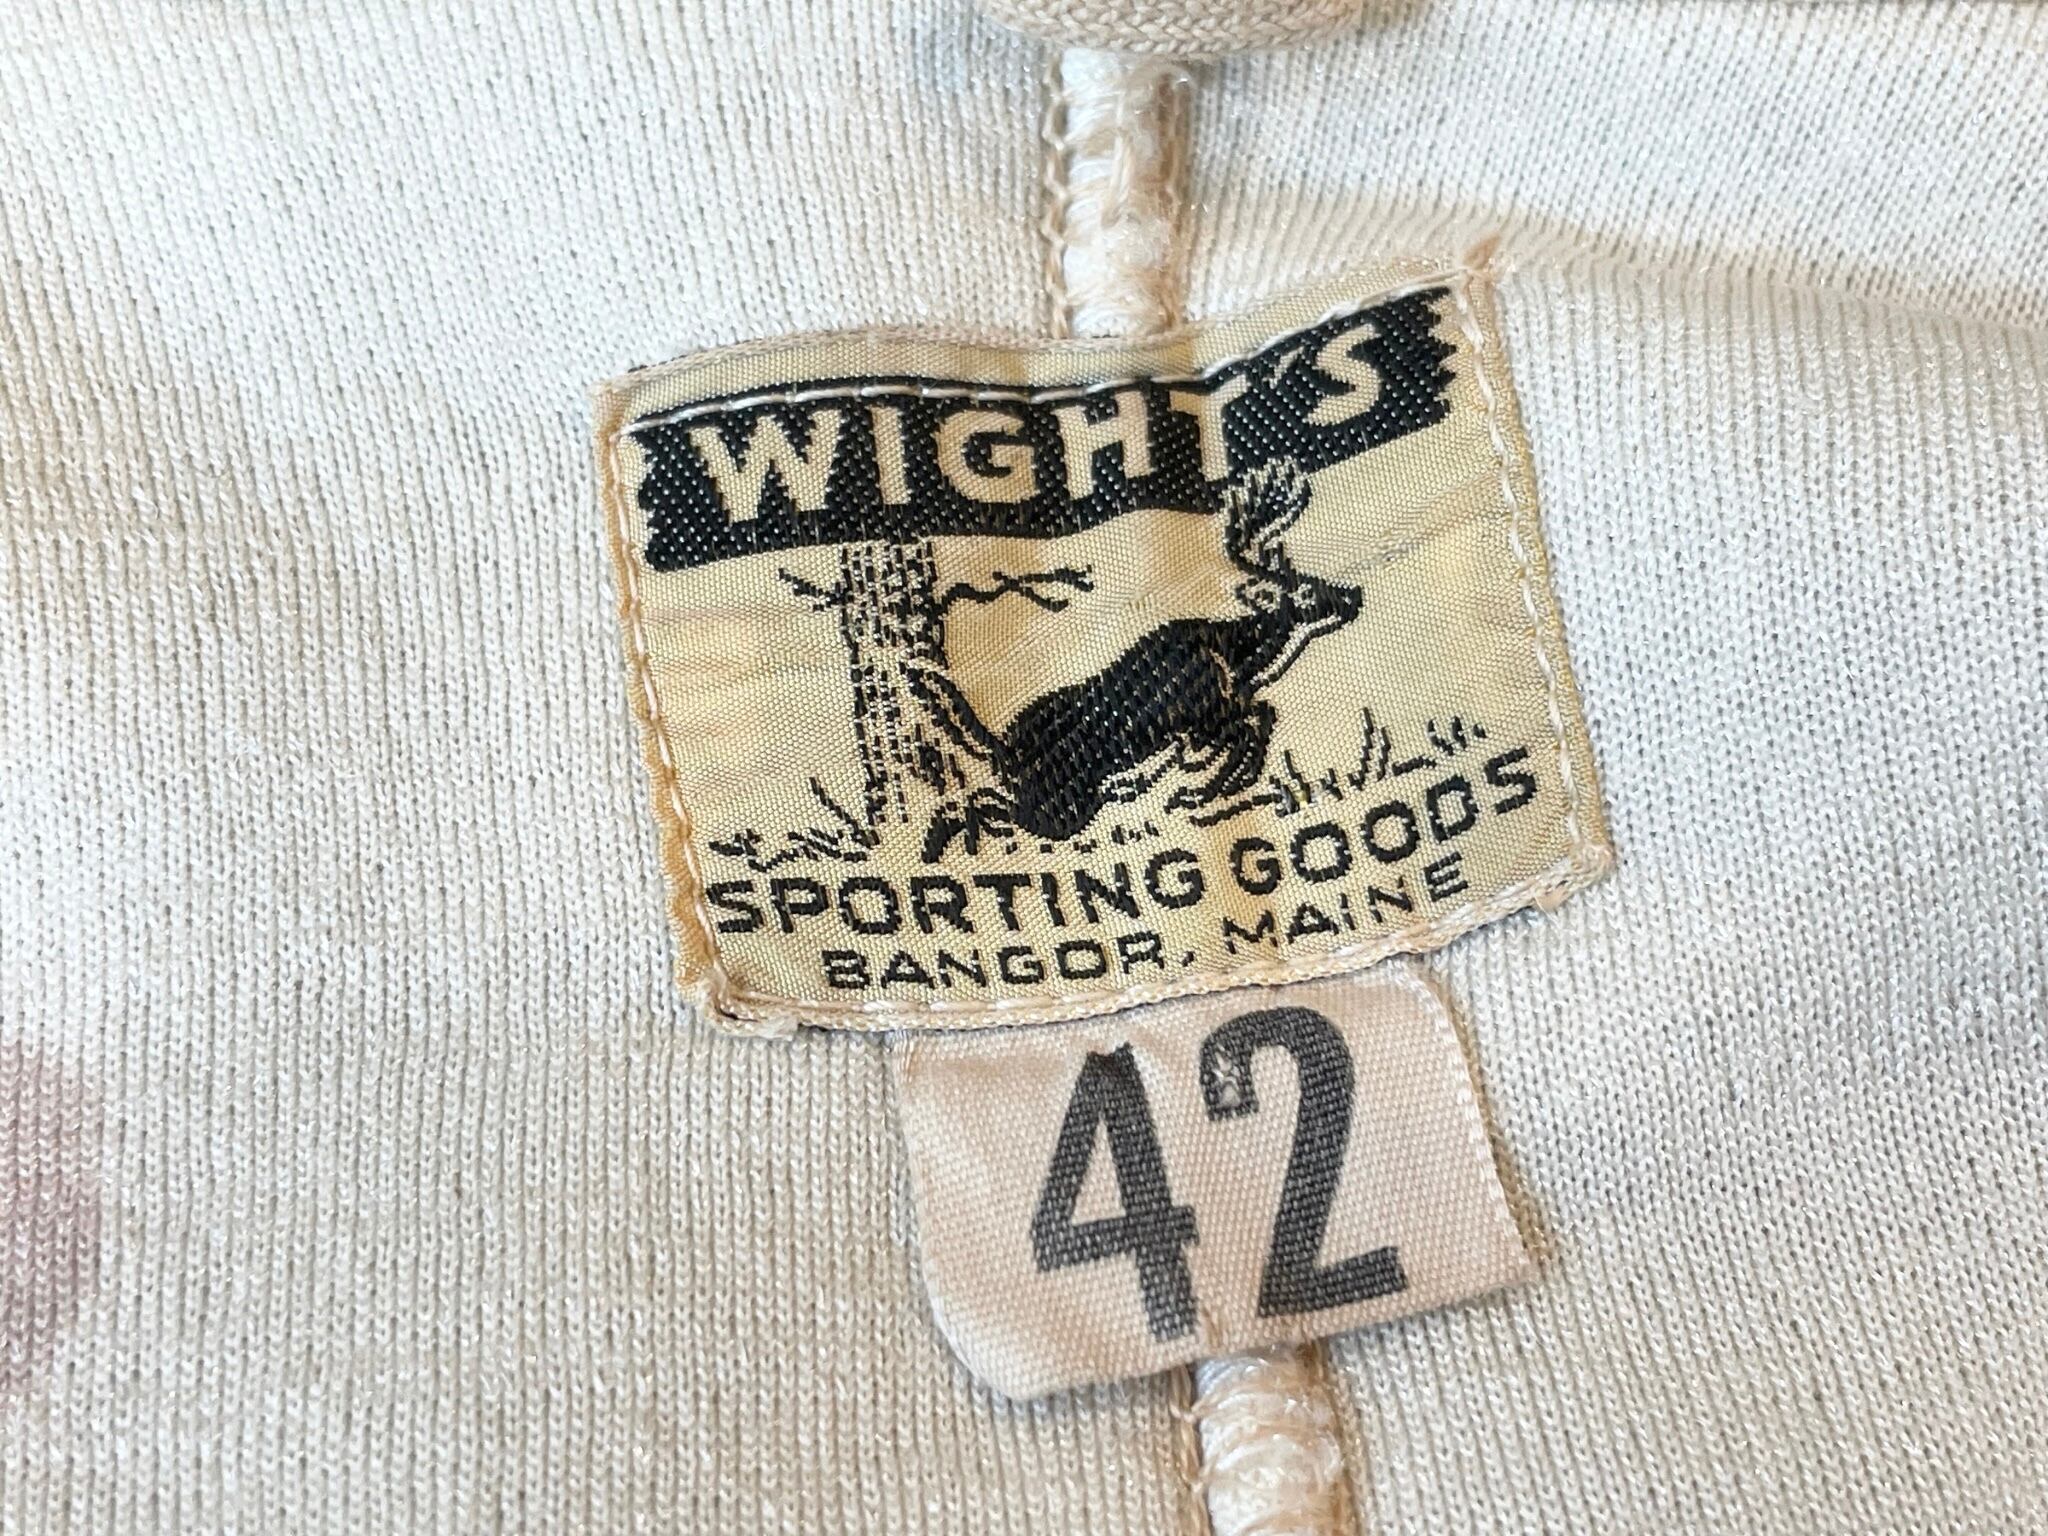 WIGHT'S
SPORTING GOODS
BANGOR, MAINE
42